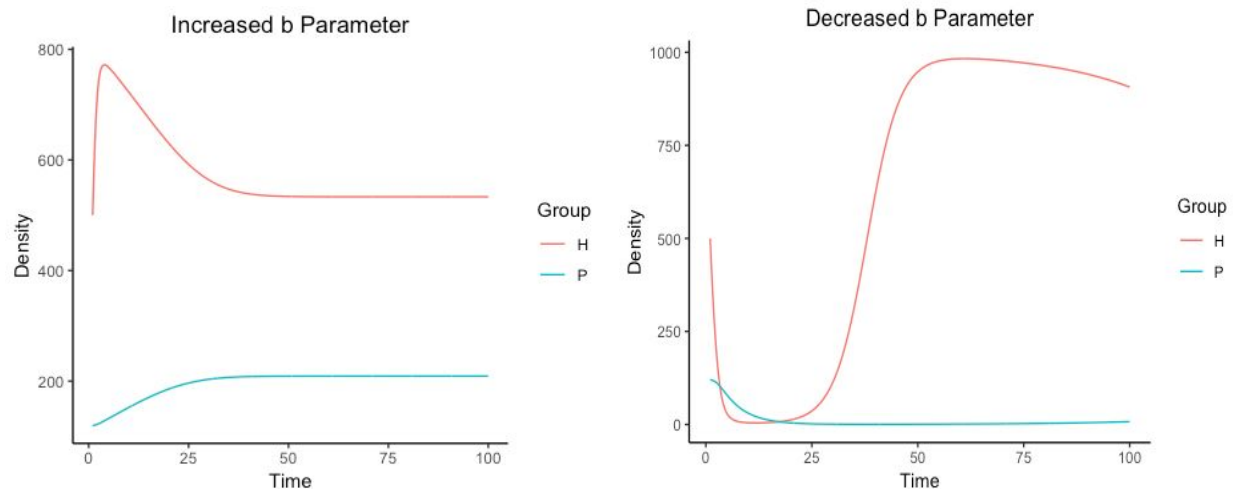 Increased b Parameter
800
600
400
200
Density
0
25
50
75
100
Time
Group
H
P
Decreased b Parameter
1000
750
500
250
0
Density
0
25
50
75
100
Time
Group
H
P